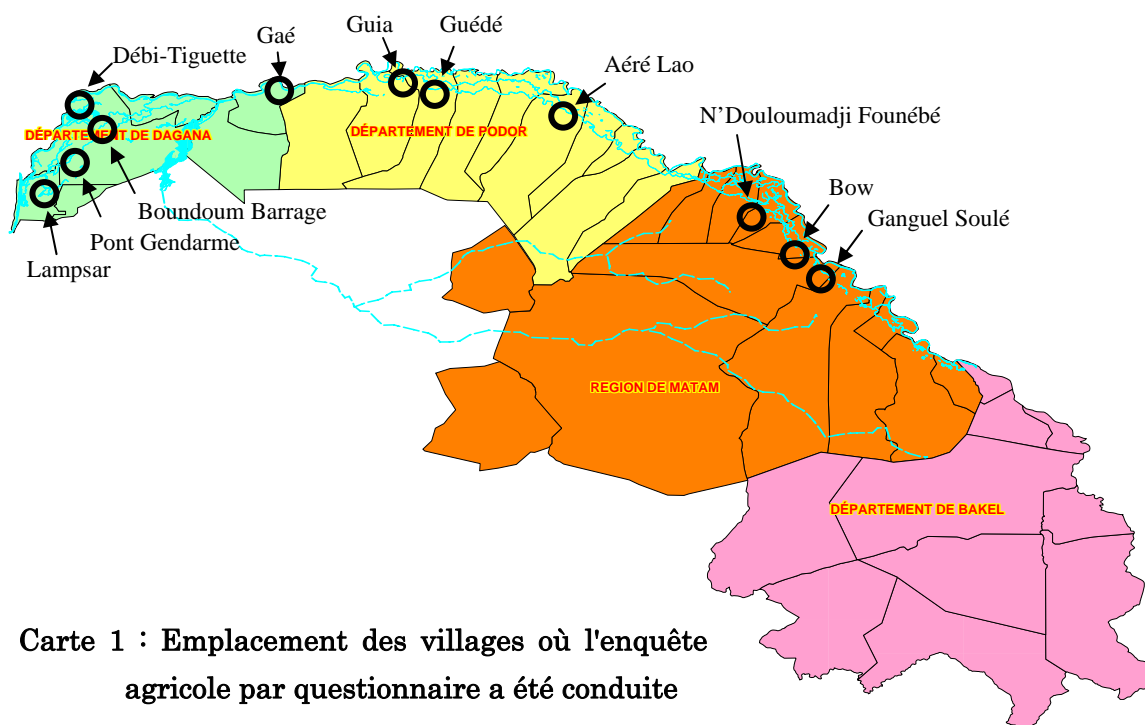 Guia
Guédé
Gaé
Débi-Tiguette
Aéré Lao
N'Douloumadji Founébé
DÉPARTEMENT DE DAGANA
DÉPARTEMENT DE PODOR
Bow
Boundoum Barrage
Ganguel Soulé
Pont Gendarme
Lampsar
REGION DE MATAM
DÉPARTEMENT DE BAKEL
Carte 1 : Emplacement des villages où l'enquête
agricole par questionnaire a été conduite